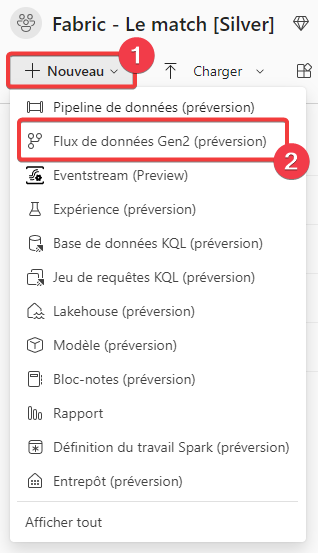 Fabric - Le match [Silver]
1
Nouveau
Charger
Pipeline de données (préversion)
Flux de données Gen2 (préversion)
2
Eventstream (Preview)
Expérience (préversion)
Base de données KQL (préversion)
Jeu de requêtes KQL (préversion)
Lakehouse (préversion)
Modèle (préversion)
Bloc-notes (préversion)
Rapport
Définition du travail Spark (préversion)
Entrepôt (préversion)
Afficher tout